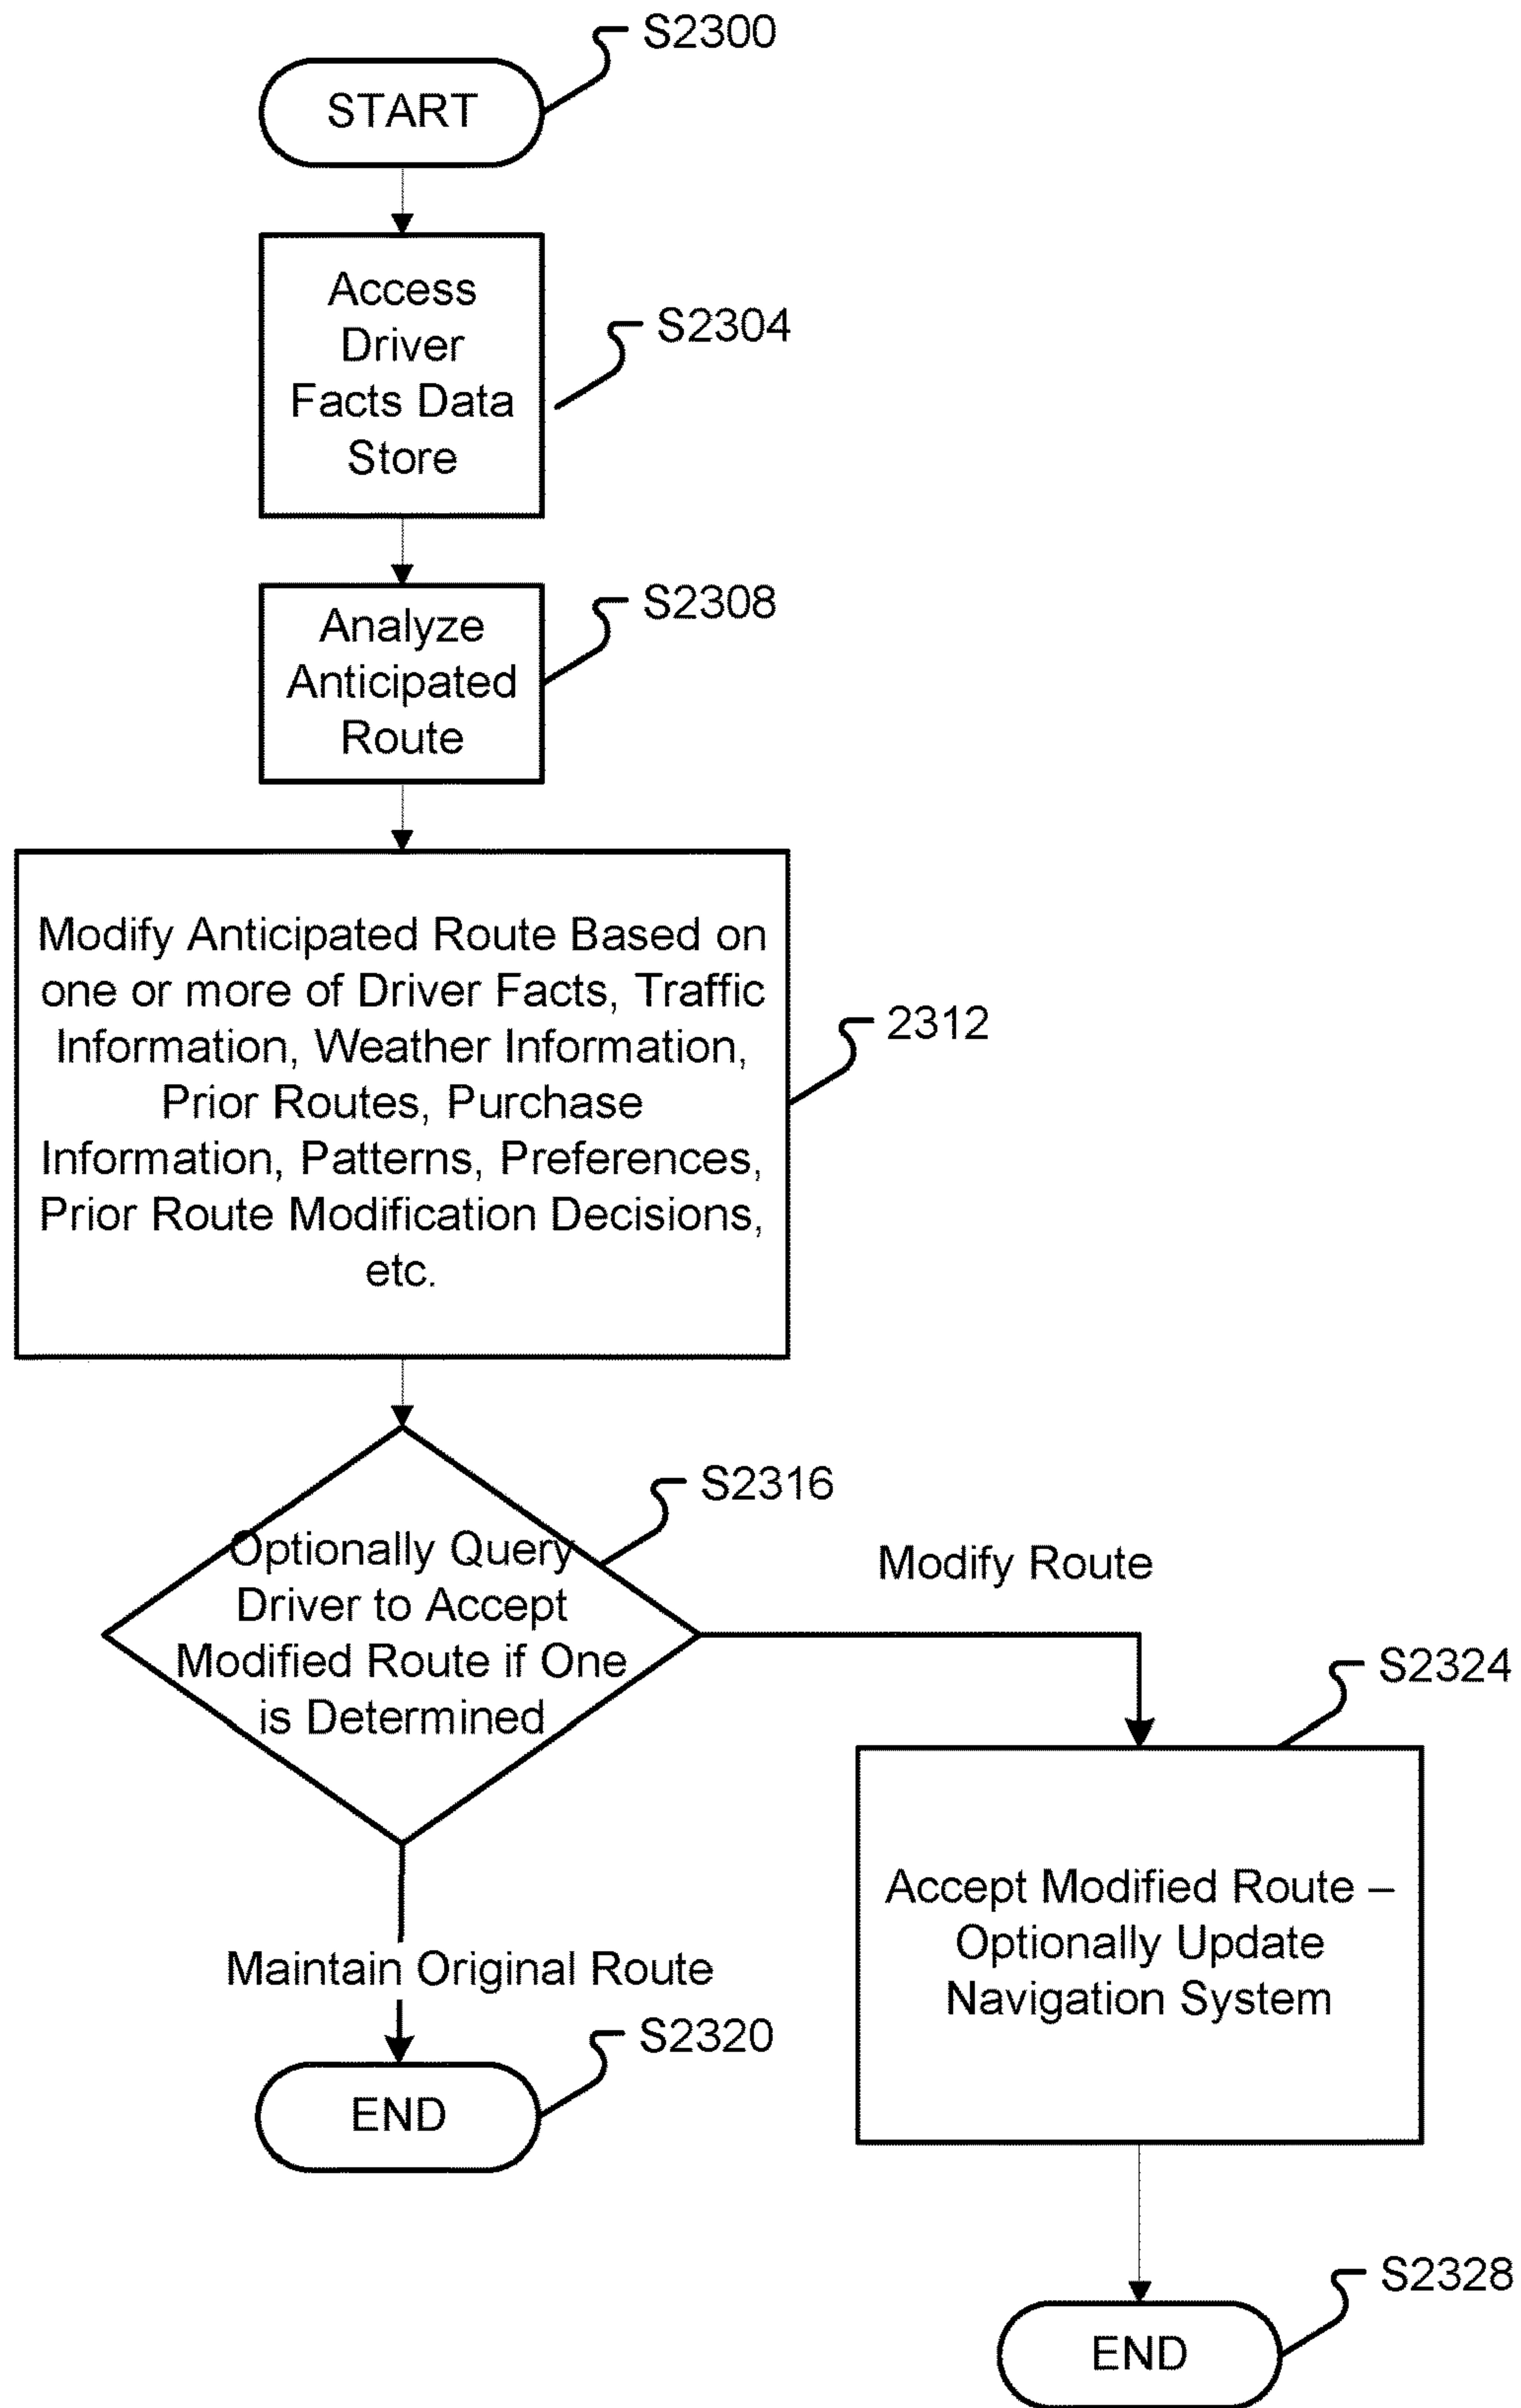 S2300
START
Access
Driver
Facts Data
Store
S2304
Analyze
Anticipated
Route
S2308
Modify Anticipated Route Based on
one or more of Driver Facts, Traffic
Information, Weather Information,
Prior Routes, Purchase
Information, Patterns, Preferences,
Prior Route Modification Decisions,
etc.
2312
Optionally Query
Driver to Accept
Modified Route if One
is Determined
S2316
Modify Route
S2324
Accept Modified Route –
Optionally Update
Navigation System
Maintain Original Route
S2320
END
S2328
END